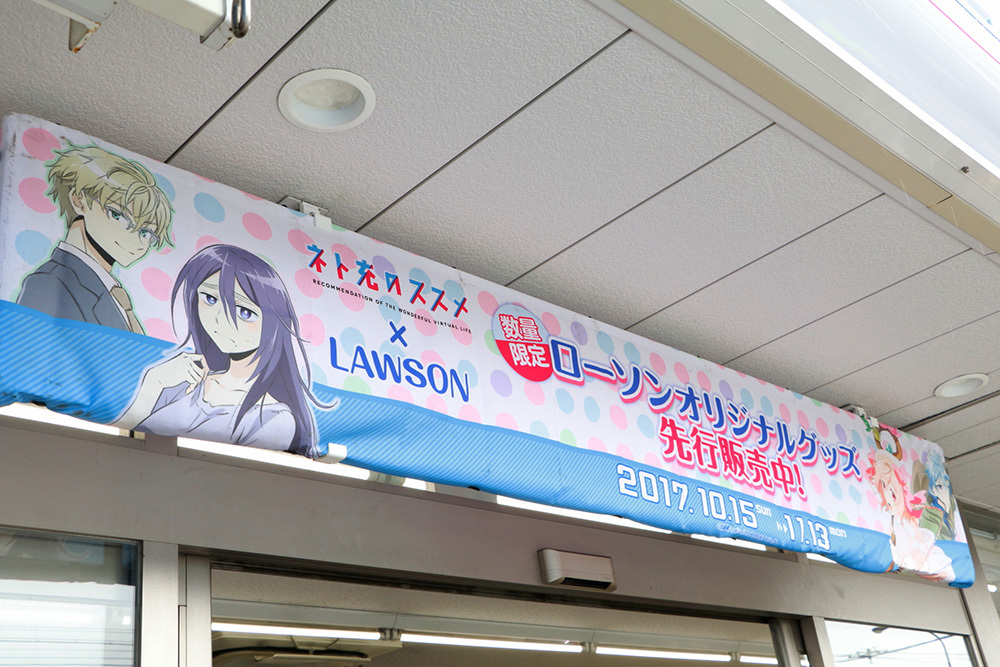 ネト充のススメ
RECOMMENDATION OF THE WONDERFUL VIRTUAL LIFE
×
LAWSON
数量
限定
ローソンオリジナルグッズ
先行販売中!
2017.10.15 SUN
11.13 MON